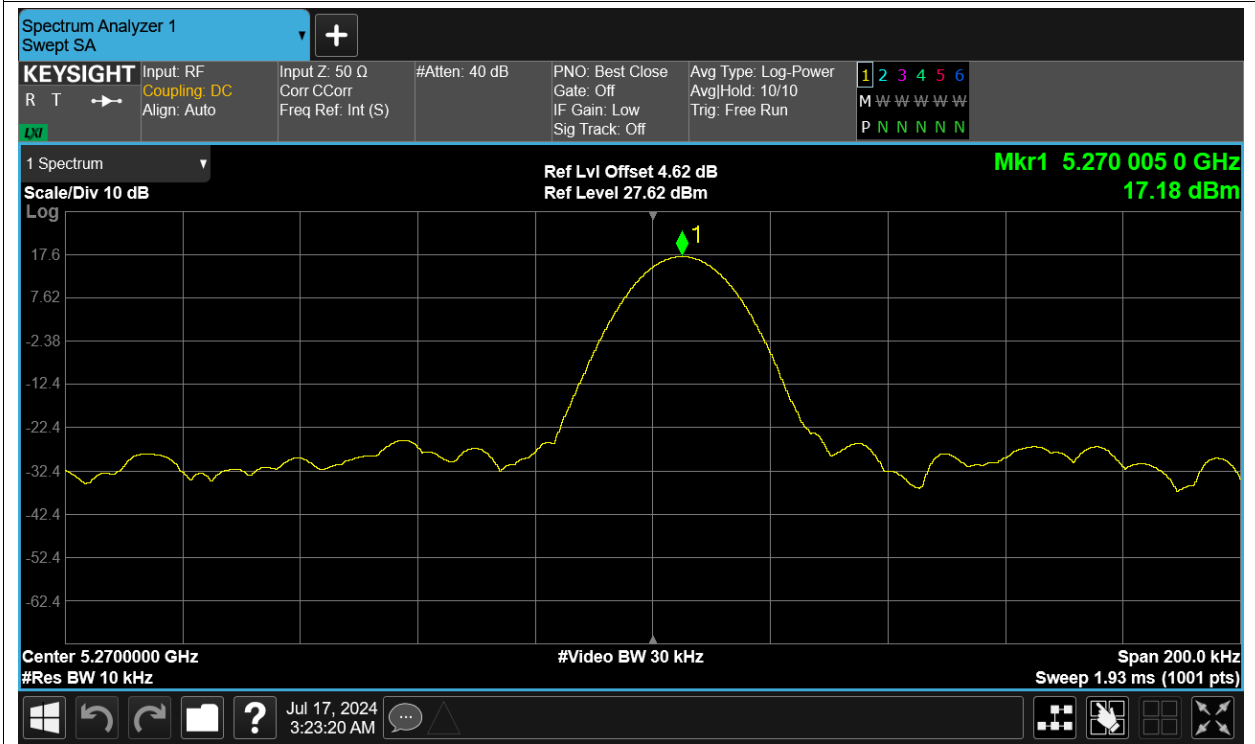 Spectrum Analyzer 1
Swept SA
+
KEYSIGHT
R T
LXI
Input: RF
Coupling: DC
Align: Auto
Input Z: 50 Ω
Corr CCorr
Freq Ref: Int (S)
#Atten: 40 dB
PNO: Best Close
Gate: Off
IF Gain: Low
Sig Track: Off
Avg Type: Log-Power
Avg|Hold: 10/10
Trig: Free Run
1 2 3 4 5 6
M W W W W W
P N N N N N
1 Spectrum
Scale/Div 10 dB
Log
Ref Lvl Offset 4.62 dB
Ref Level 27.62 dBm
Mkr1 5.270 005 0 GHz
17.18 dBm
1
17.6
7.62
-2.38
-12.4
-22.4
-32.4
-42.4
-52.4
-62.4
Center 5.2700000 GHz
#Res BW 10 kHz
#Video BW 30 kHz
Span 200.0 kHz
Sweep 1.93 ms (1001 pts)
?
Jul 17, 2024
3:23:20 AM